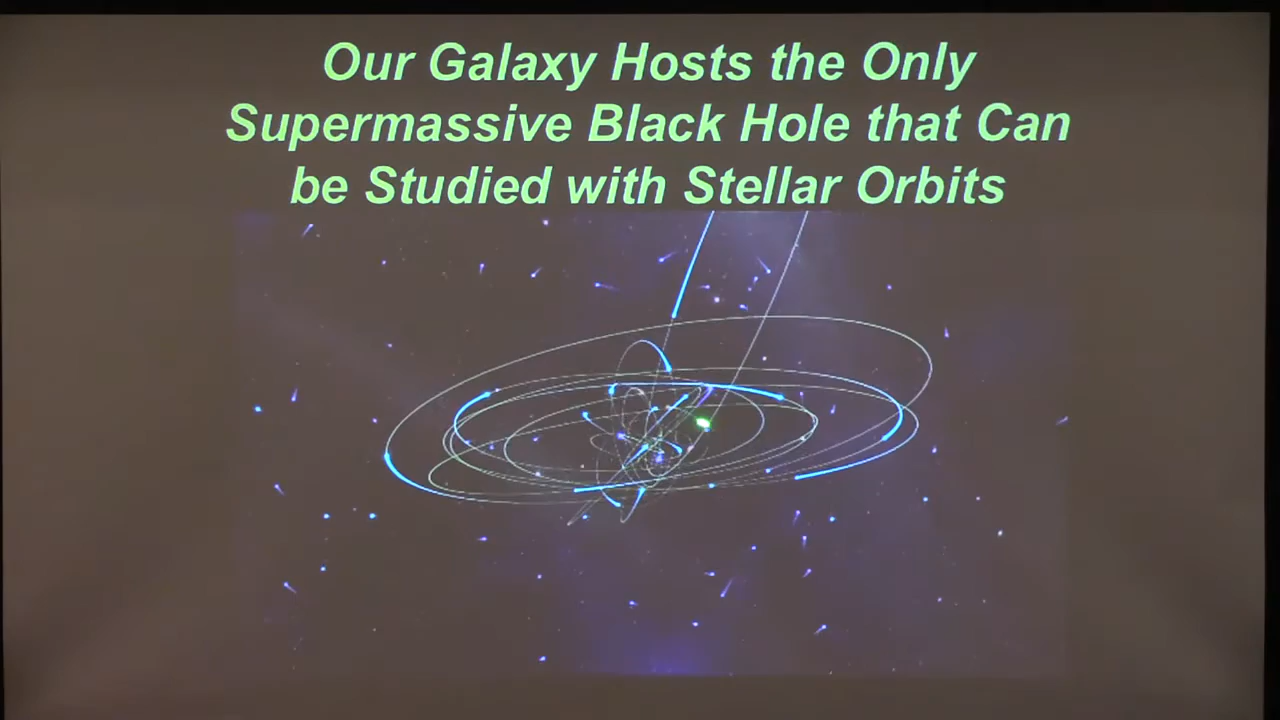 Our Galaxy Hosts the Only
Supermassive Black Hole that Can
be Studied with Stellar Orbits